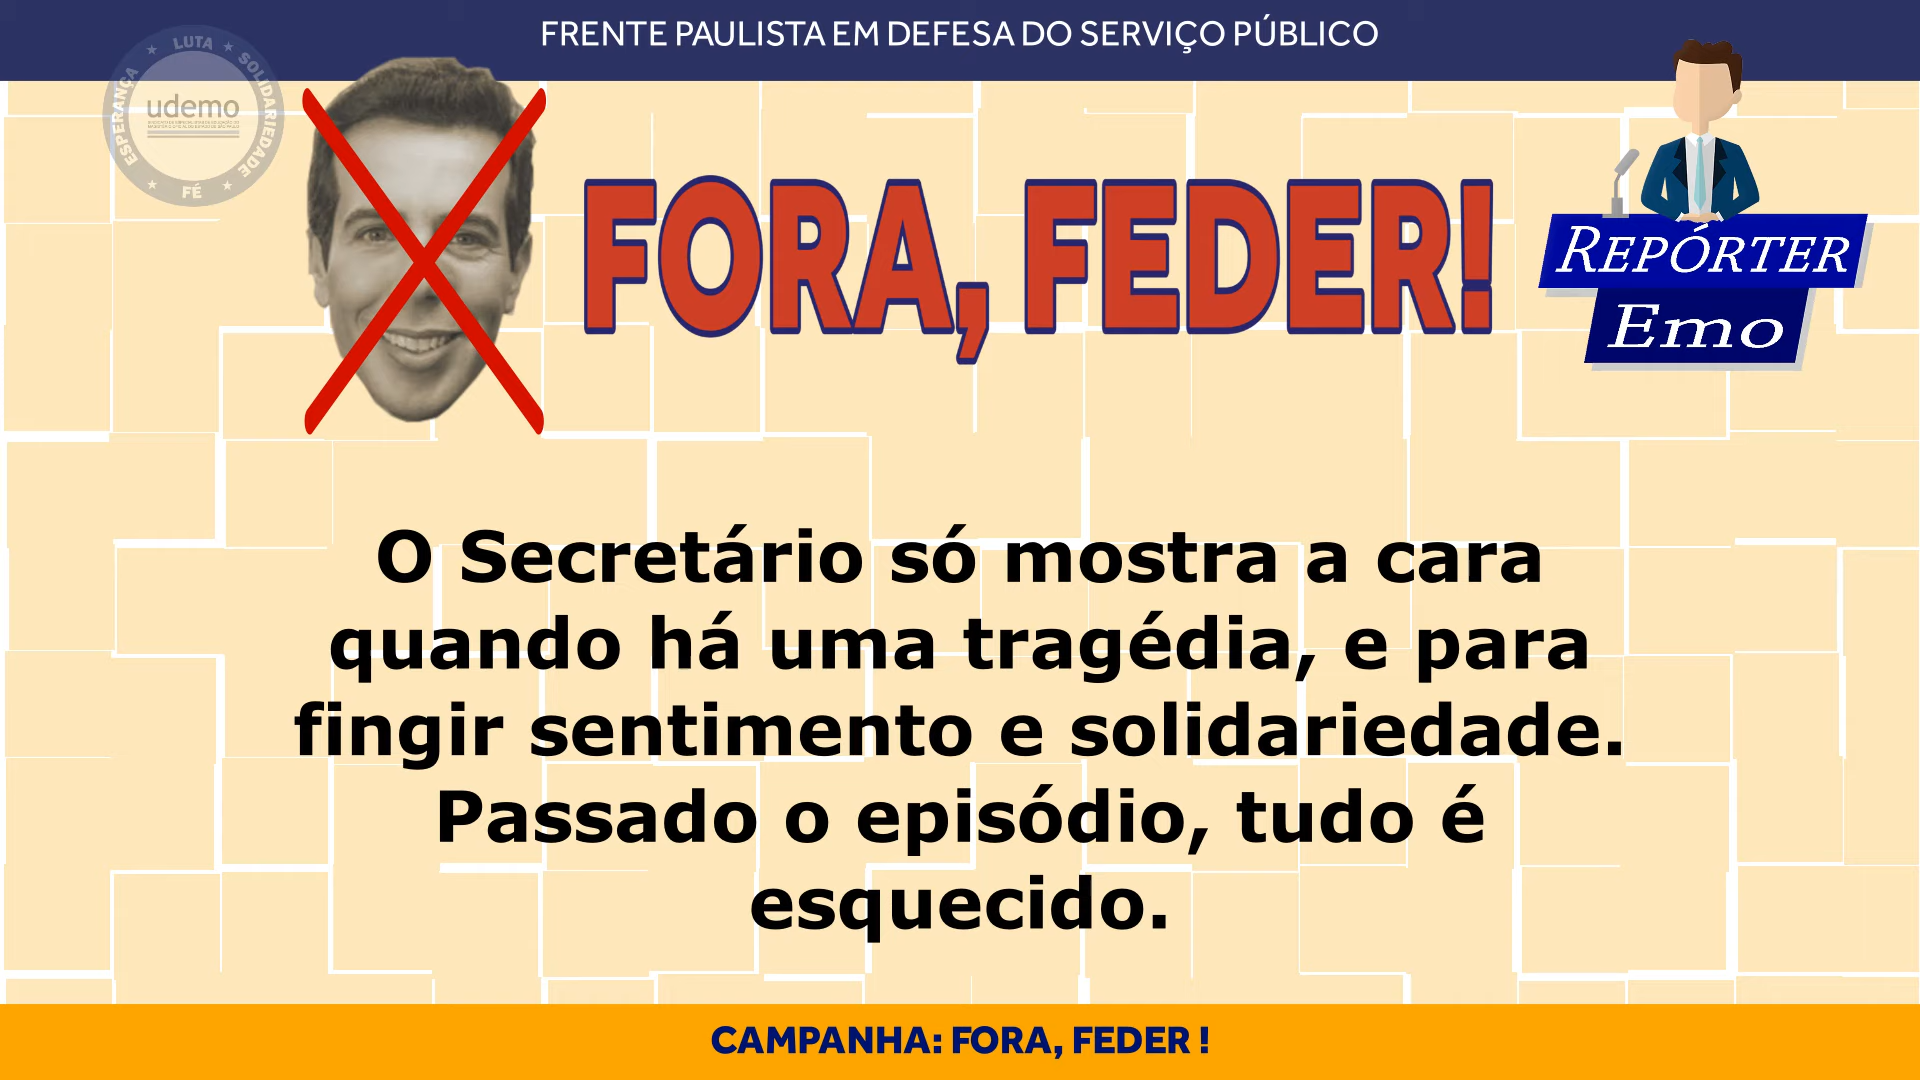 FRENTE PAULISTA EM DEFESA DO SERVIÇO PÚBLICO
LUTA
SOLIDARIEDADE
ESPERANÇA
FÉ
udemo
FORA, FEDER!
REPÓRTER
Emo
O Secretário só mostra a cara
quando há uma tragédia, e para
fingir sentimento e solidariedade.
Passado o episódio, tudo é
esquecido.
CAMPANHA: FORA, FEDER !